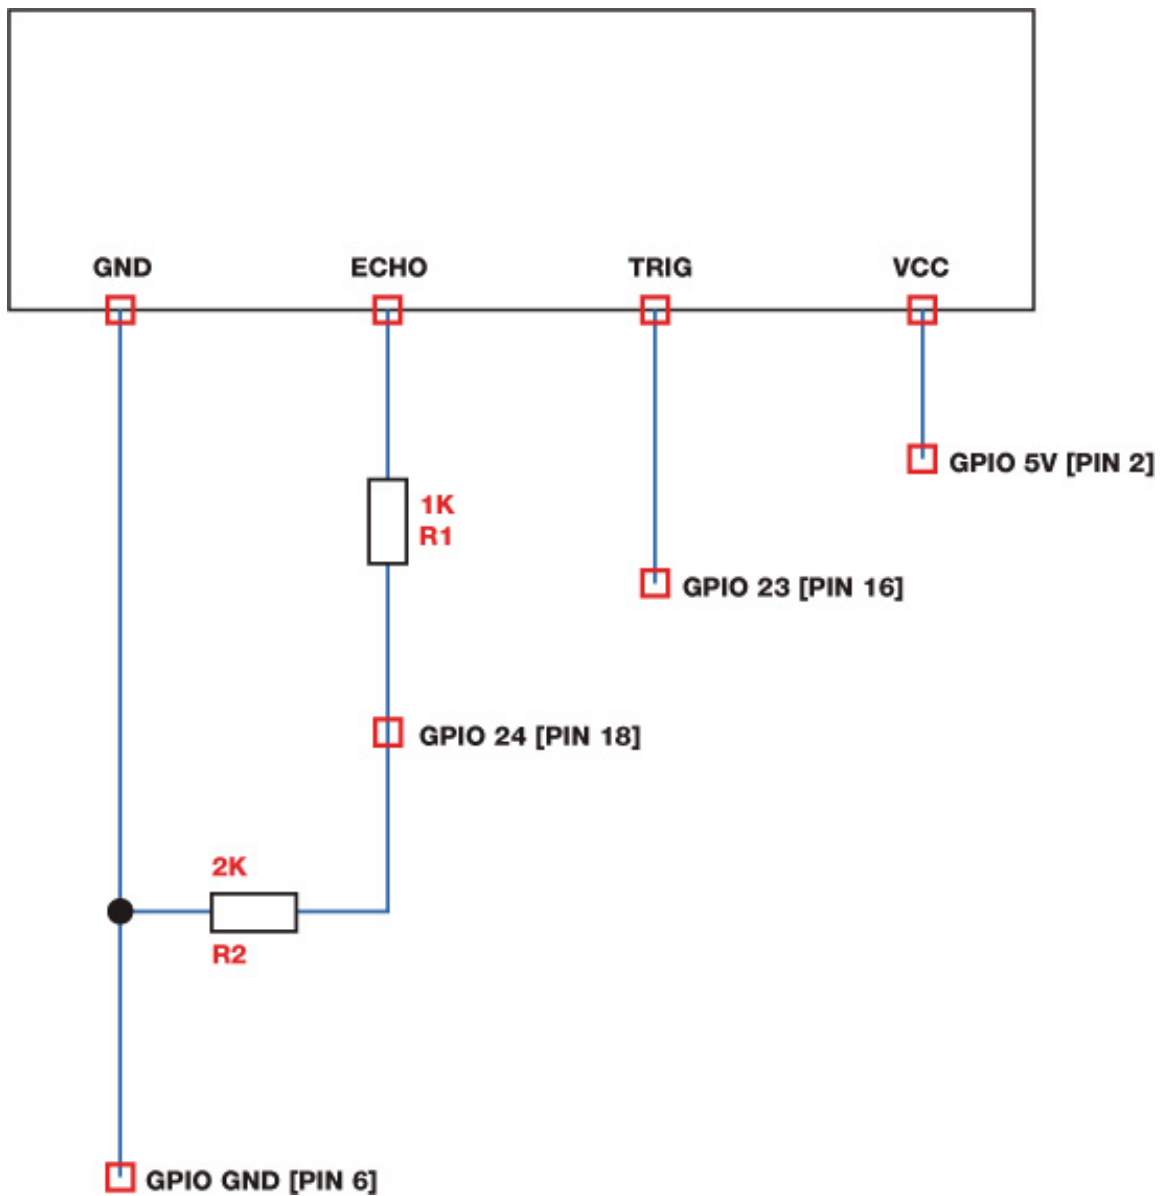 GND
ECHO
TRIG
VCC
GPIO 5V [PIN 2]
1K
R1
GPIO 23 [PIN 16]
GPIO 24 [PIN 18]
2K
R2
GPIO GND [PIN 6]